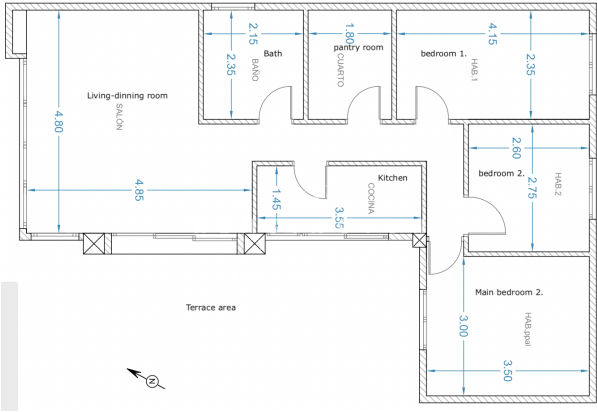 2.15
1.80
4.15
Bath
pantry room
bedroom 1.
BAÑO
CUARTO
HAB.1
2.35
2.35
Living-dinning room
SALÓN
4.80
2.60
bedroom 2.
HAB.2
2.75
Kitchen
COCINA
4.85
1.45
3.55
Main bedroom 2.
HAB.ppal
3.00
3.50
Terrace area
N